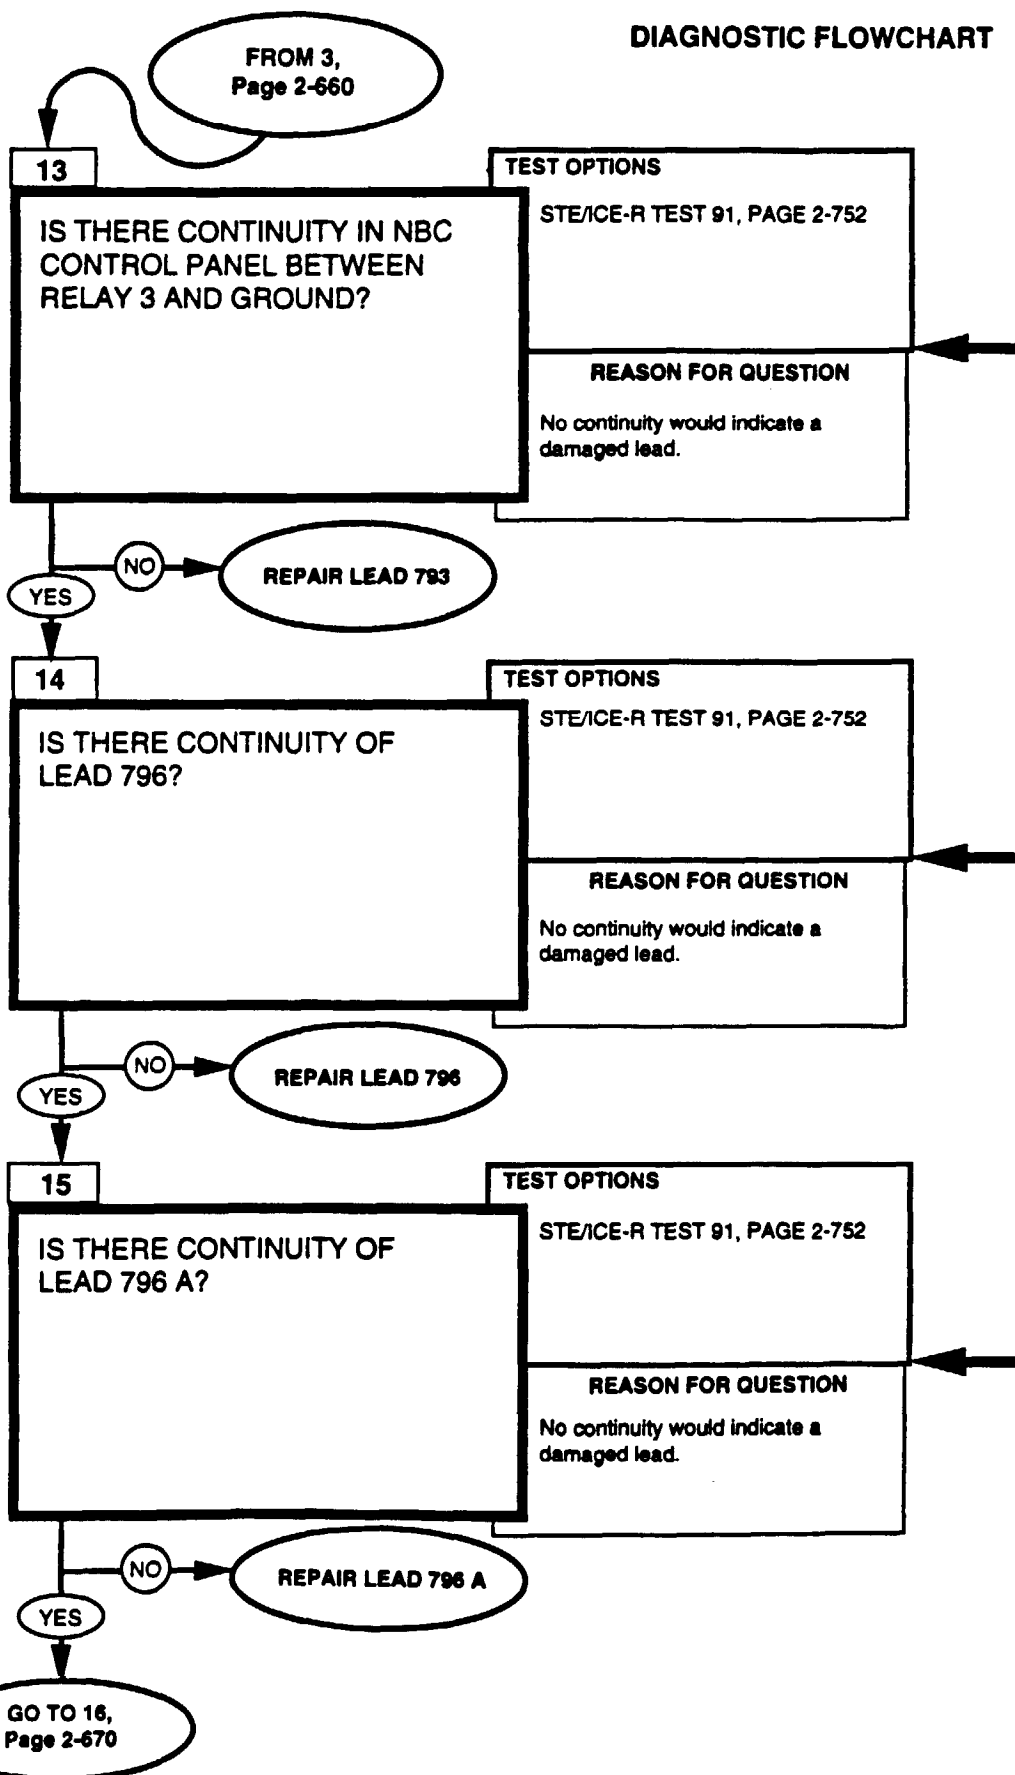 DIAGNOSTIC FLOWCHART
FROM 3,
Page 2-660
13
IS THERE CONTINUITY IN NBC
CONTROL PANEL BETWEEN
RELAY 3 AND GROUND?
TEST OPTIONS
STE/ICE-R TEST 91, PAGE 2-752
REASON FOR QUESTION
No continuity would indicate a
damaged lead.
NO
REPAIR LEAD 793
YES
14
IS THERE CONTINUITY OF
LEAD 796?
TEST OPTIONS
STE/ICE-R TEST 91, PAGE 2-752
REASON FOR QUESTION
No continuity would indicate a
damaged lead.
NO
REPAIR LEAD 796
YES
15
IS THERE CONTINUITY OF
LEAD 796 A?
TEST OPTIONS
STE/ICE-R TEST 91, PAGE 2-752
REASON FOR QUESTION
No continuity would indicate a
damaged lead.
NO
REPAIR LEAD 796 A
YES
GO TO 16,
Page 2-670